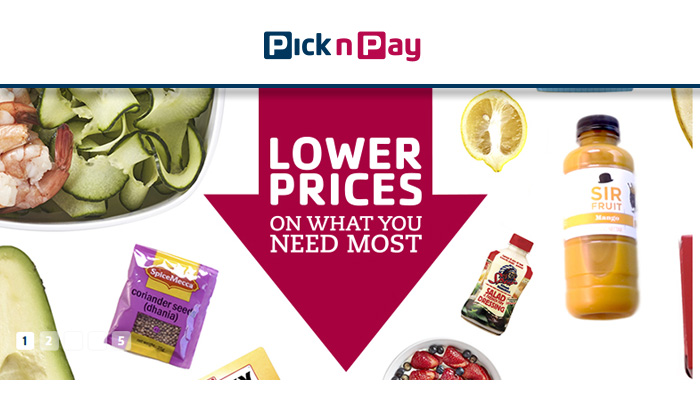 Pick n Pay
LOWER
PRICES
ON WHAT YOU
NEED MOST
SIR
FRUIT
Mango
SpiceMecca
coriander seed
(dhania)
SALAD
DRESSING
1
2
5